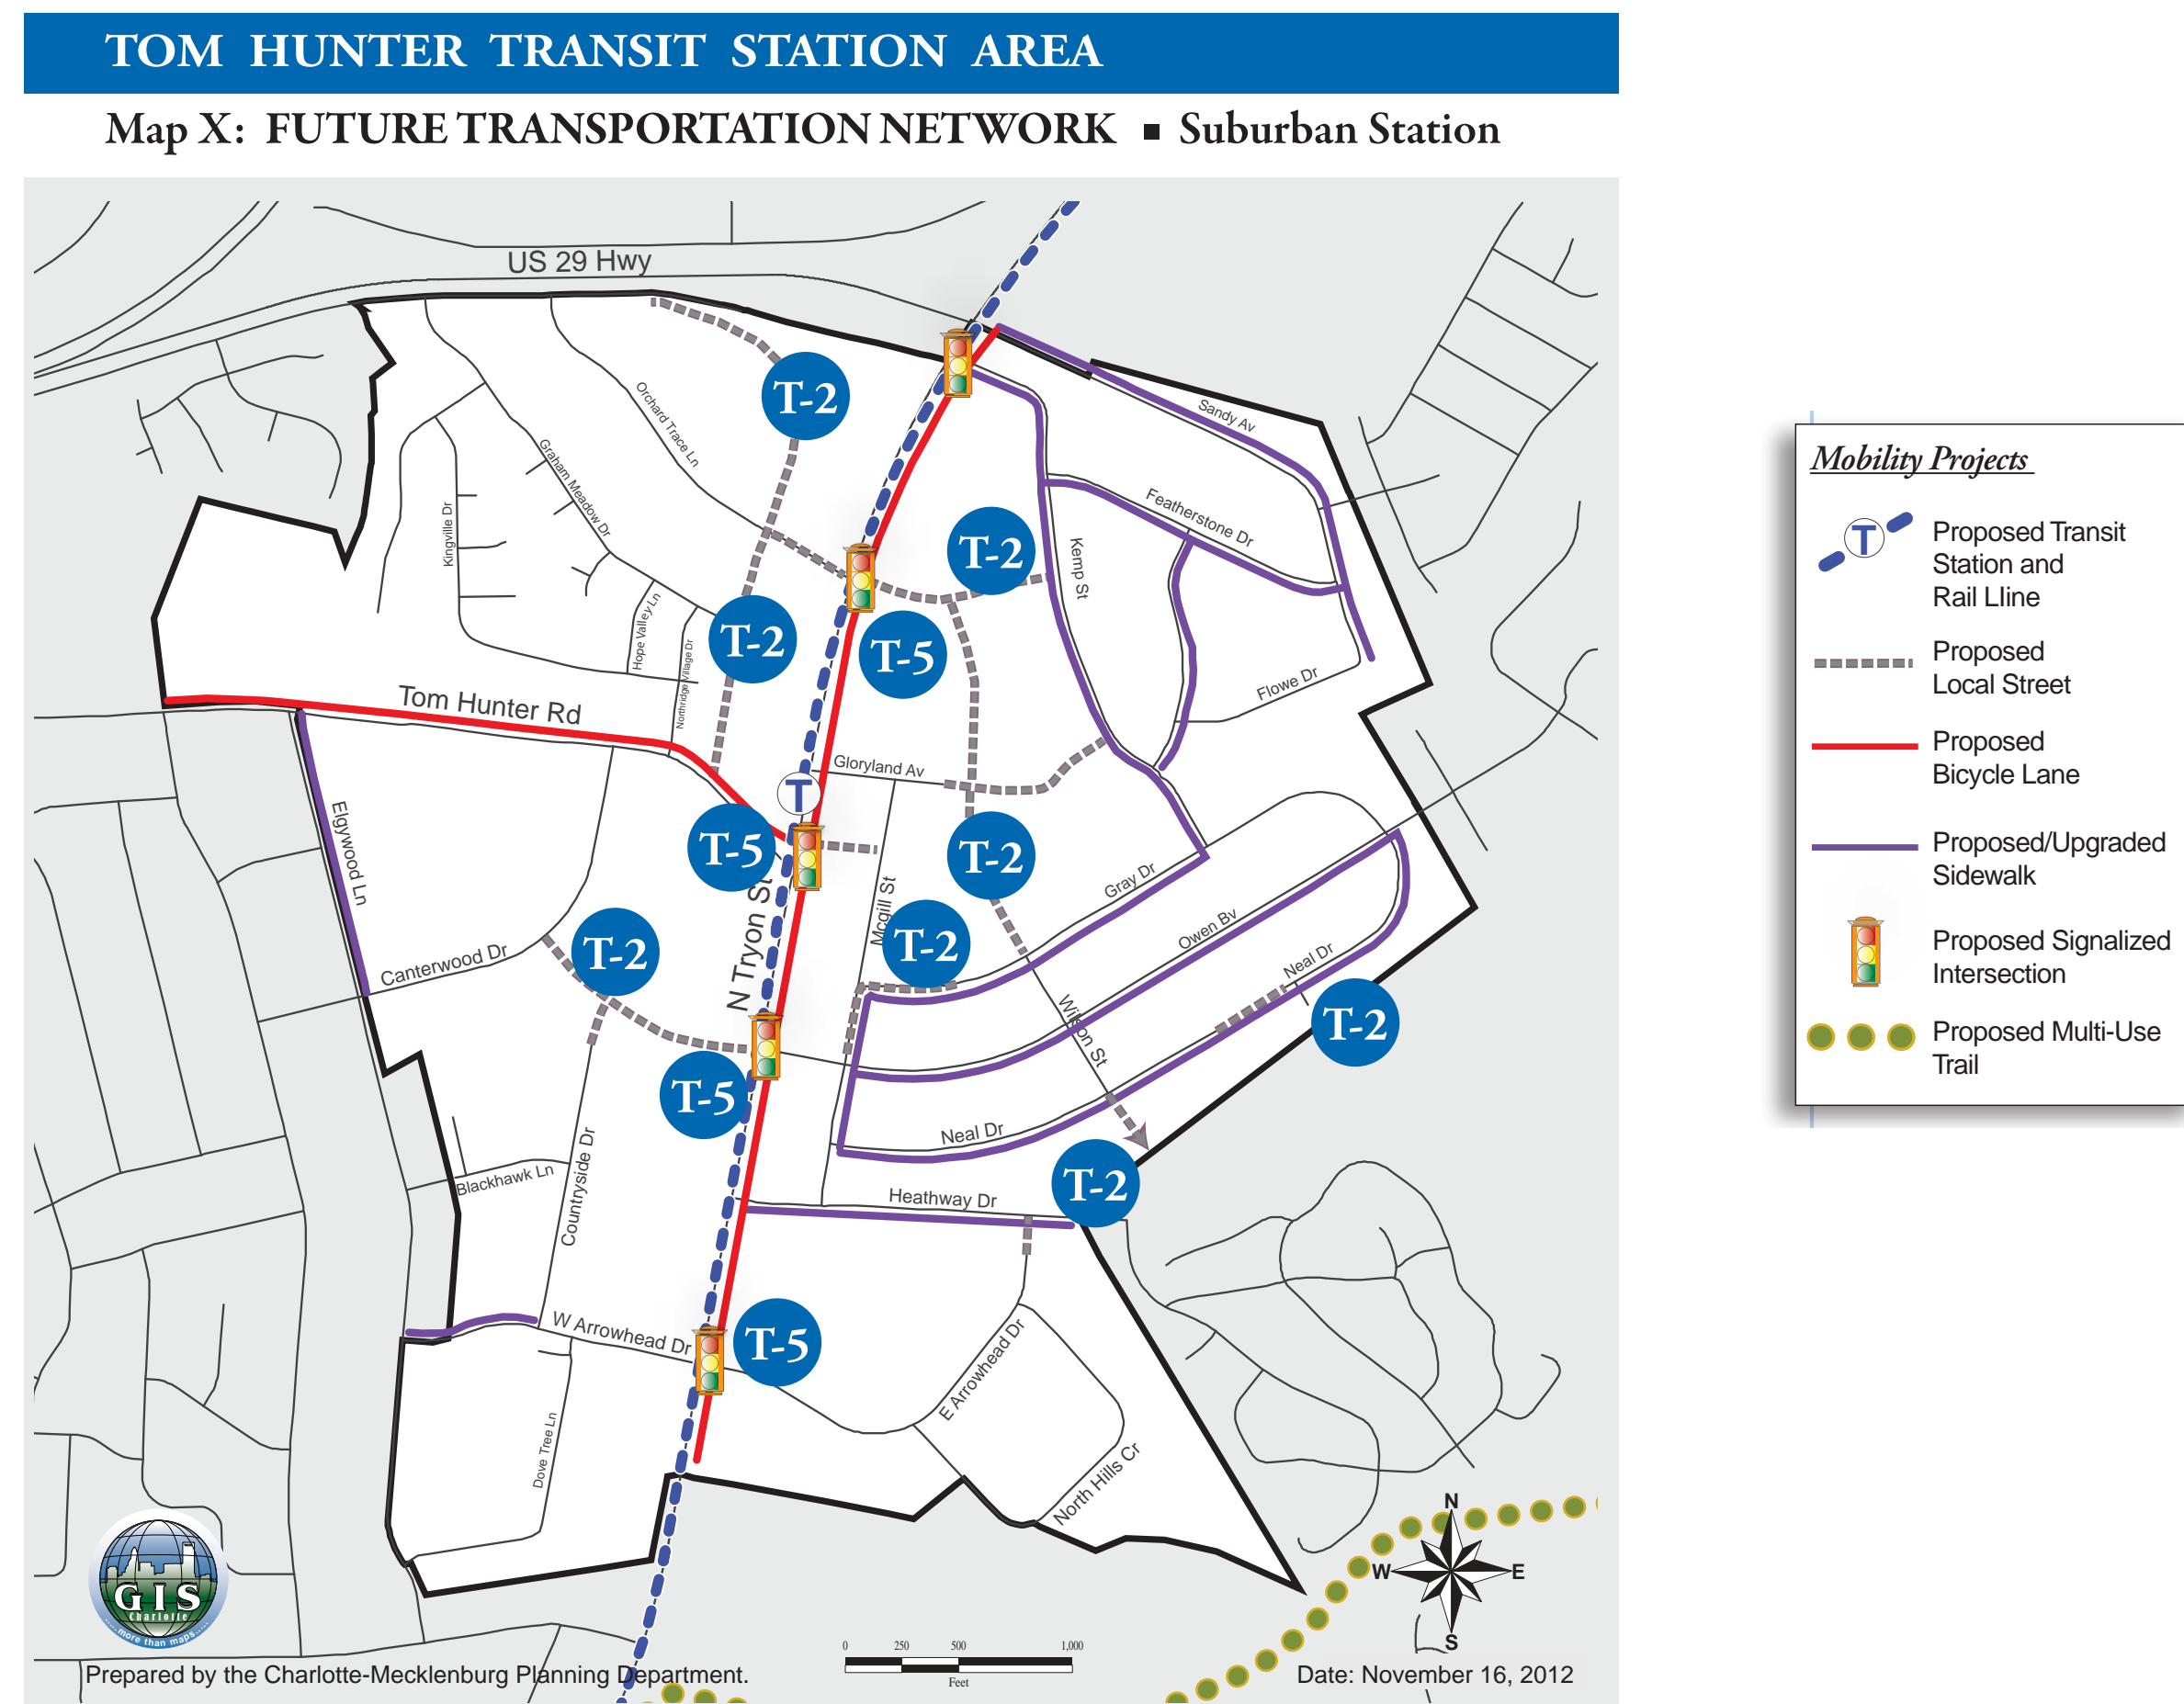 TOM HUNTER TRANSIT STATION AREA
Map X: FUTURE TRANSPORTATION NETWORK ■ Suburban Station
US 29 Hwy
T-2
Orchard Trace Ln
Sandy Av
Graham Meadow Dr
Kingville Dr
Featherstone Dr
T-2
Kemp St
Hope Valley Ln
T-2
Northridge Village Dr
T-5
Flowe Dr
Tom Hunter Rd
Gloryland Av
T
T-5
Elgywood Ln
T-2
Gray Dr
Mcgill St
N Tryon St
T-2
Owen Bv
T-2
Canterwood Dr
Neal Dr
Wilson St
T-2
T-5
Neal Dr
Blackhawk Ln
Countryside Dr
T-2
Heathway Dr
W Arrowhead Dr
T-5
E Arrowhead Dr
Dove Tree Ln
North Hills Cr
N
W
E
S
GIS
Charlotte
.....more than maps.....
0 250 500 1,000
Feet
Prepared by the Charlotte-Mecklenburg Planning Department.
Date: November 16, 2012
Mobility Projects
T
Proposed Transit
Station and
Rail LIine
Proposed
Local Street
Proposed
Bicycle Lane
Proposed/Upgraded
Sidewalk
Proposed Signalized
Intersection
Proposed Multi-Use
Trail